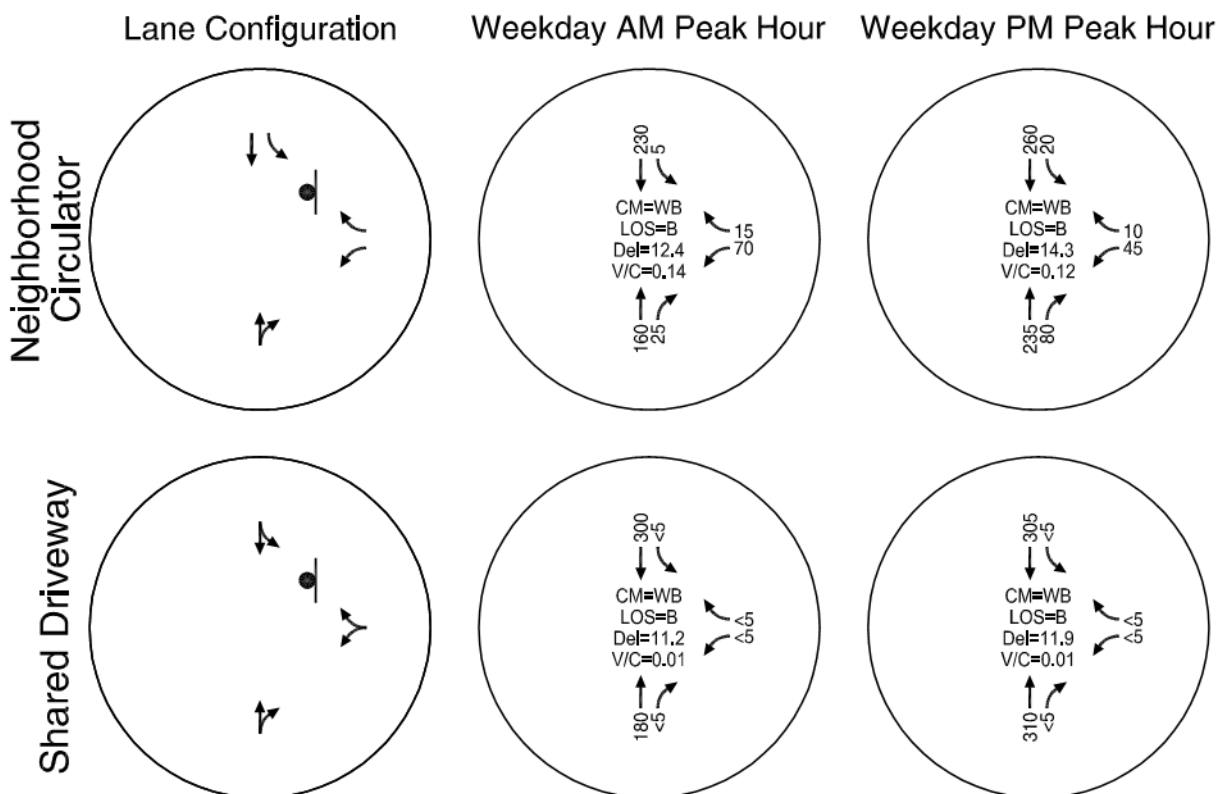 Lane Configuration
Weekday AM Peak Hour
Weekday PM Peak Hour
Neighborhood
Circulator
230
5
CM=WB
LOS=B
Del=12.4
V/C=0.14
15
70
160
25
260
20
CM=WB
LOS=B
Del=14.3
V/C=0.12
10
45
235
80
Shared Driveway
300
<5
CM=WB
LOS=B
Del=11.2
V/C=0.01
<5
<5
180
<5
305
<5
CM=WB
LOS=B
Del=11.9
V/C=0.01
<5
<5
310
<5